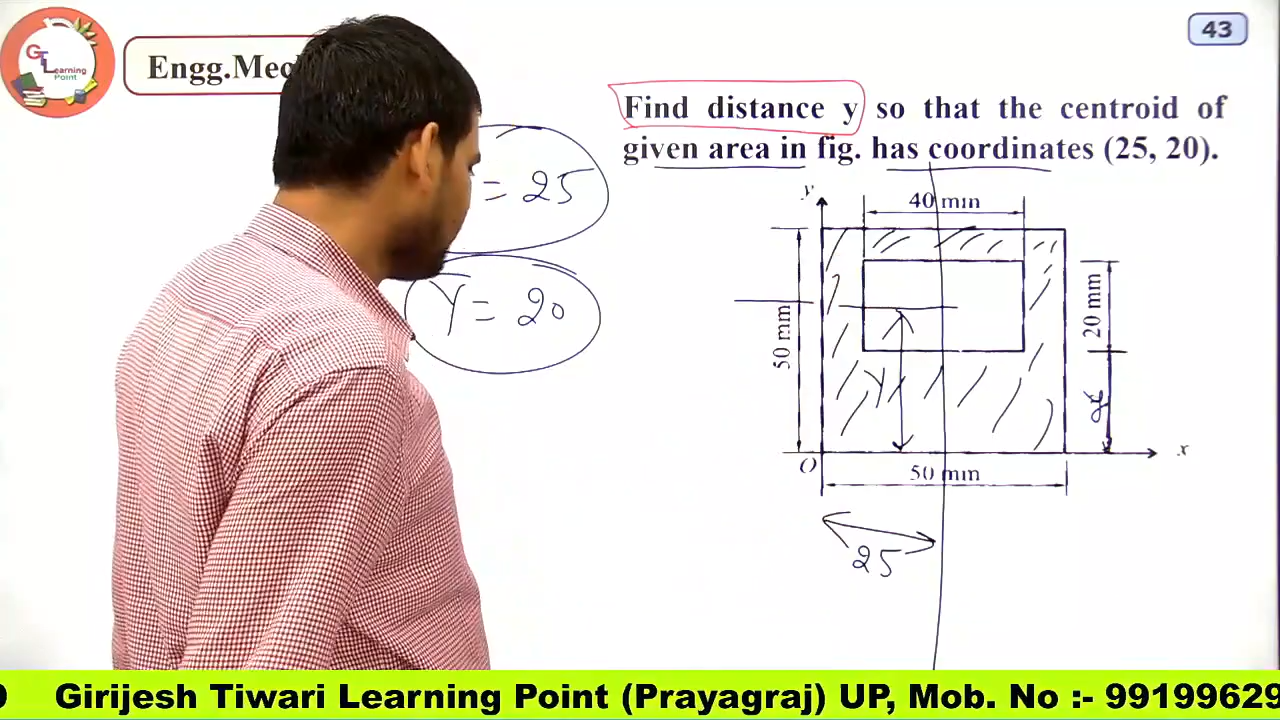 43
GT
Learning
Point
Find distance y so that the centroid of
given area in fig. has coordinates (25, 20).
= 25
Y = 20
y
40 mm
50 mm
20 mm
y
O
x
50 mm
25
Girijesh Tiwari Learning Point (Prayagraj) UP, Mob. No :- 99199629